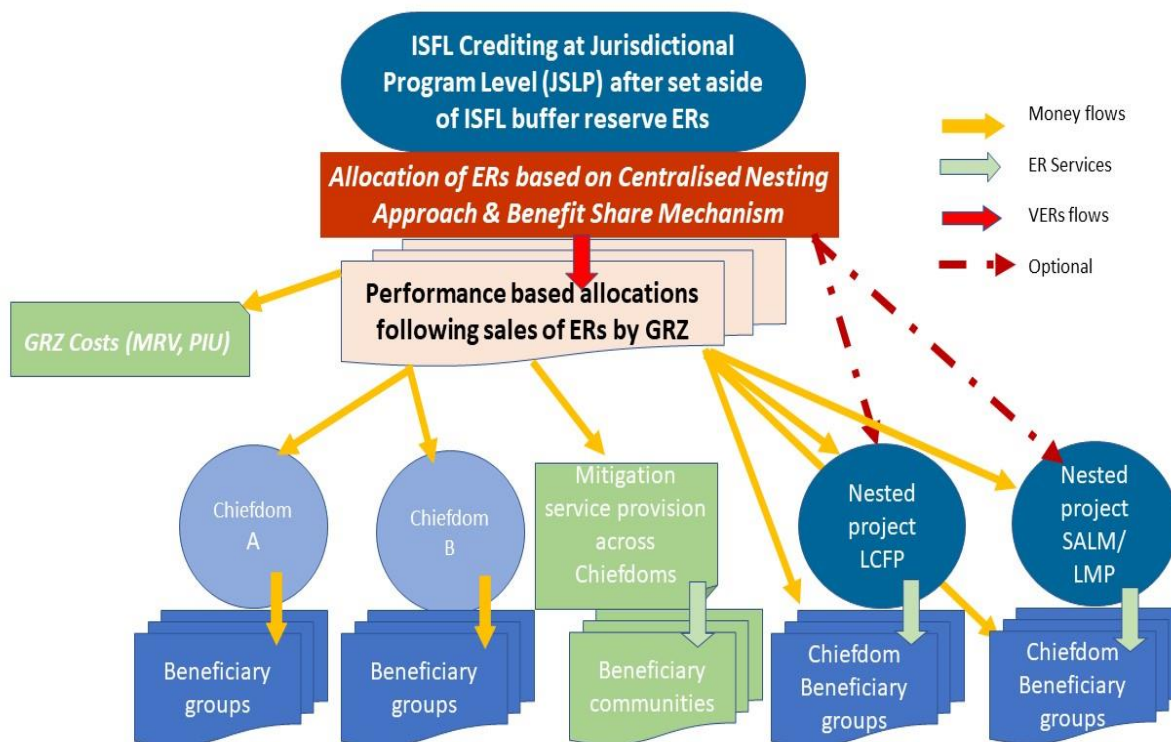 ISFL Crediting at Jurisdictional
Program Level (JSLP) after set aside
of ISFL buffer reserve ERs
Allocation of ERs based on Centralised Nesting
Approach & Benefit Share Mechanism
Performance based allocations
following sales of ERs by GRZ
GRZ Costs (MRV, PIU)
Money flows
ER Services
VERs flows
Optional
Chiefdom
A
Chiefdom
B
Mitigation
service provision
across
Chiefdoms
Nested
project
LCFP
Nested
project
SALM/
LMP
Beneficiary
groups
Beneficiary
groups
Beneficiary
communities
Chiefdom
Beneficiary
groups
Chiefdom
Beneficiary
groups